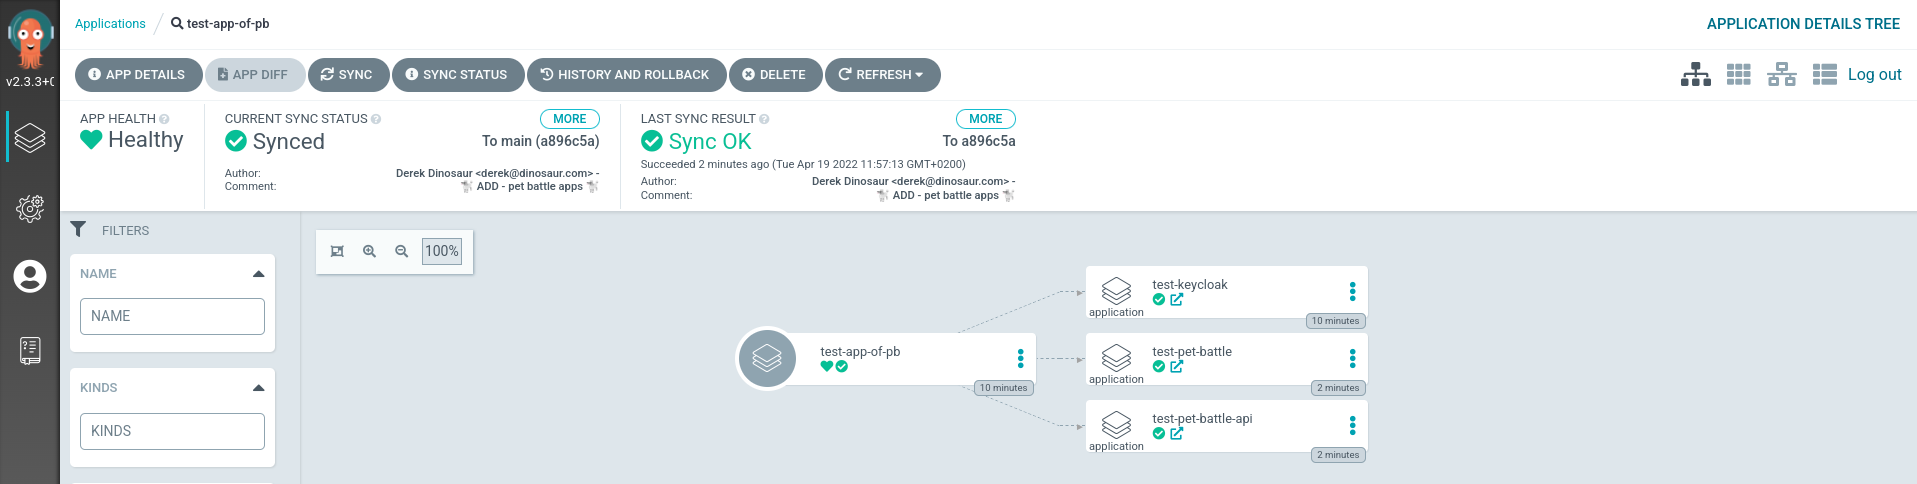 Applications / test-app-of-pb
APPLICATION DETAILS TREE
v2.3.3+0
APP DETAILS
APP DIFF
SYNC
SYNC STATUS
HISTORY AND ROLLBACK
DELETE
REFRESH
Log out
APP HEALTH
Healthy
CURRENT SYNC STATUS
MORE
Synced
To main (a896c5a)
Author: Derek Dinosaur <derek@dinosaur.com> -
Comment: 🐩 ADD - pet battle apps 🐩
LAST SYNC RESULT
MORE
Sync OK
To a896c5a
Succeeded 2 minutes ago (Tue Apr 19 2022 11:57:13 GMT+0200)
Author: Derek Dinosaur <derek@dinosaur.com> -
Comment: 🐩 ADD - pet battle apps 🐩
FILTERS
NAME
NAME
KINDS
KINDS
100%
test-app-of-pb
10 minutes
test-keycloak
application
10 minutes
test-pet-battle
application
2 minutes
test-pet-battle-api
application
2 minutes